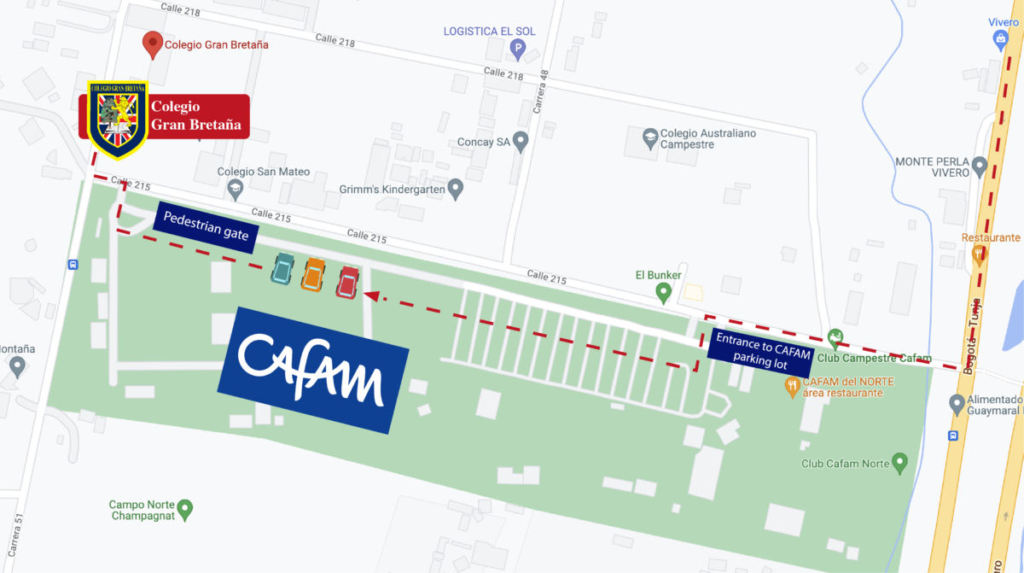 Calle 218
Calle 218
Calle 218
LOGISTICA EL SOL
P
Vivero
Colegio Gran Bretaña
COLEGIO GRAN BRETAÑA
Colegio
Gran Bretaña
Carrera 48
Concay SA
Colegio Australiano
Campestre
MONTE PERLA
VIVERO
Colegio San Mateo
Grimm's Kindergarten
Calle 215
Calle 215
Calle 215
Calle 215
Pedestrian gate
Restaurante
El Bunker
Bogotá - Tunja
Entrance to CAFAM
parking lot
Club Campestre Cafam
CAFAM del NORTE
área restaurante
CAFAM
Montaña
Alimentado
Guaymaral
Club Cafam Norte
Campo Norte
Champagnat
Carrera 51